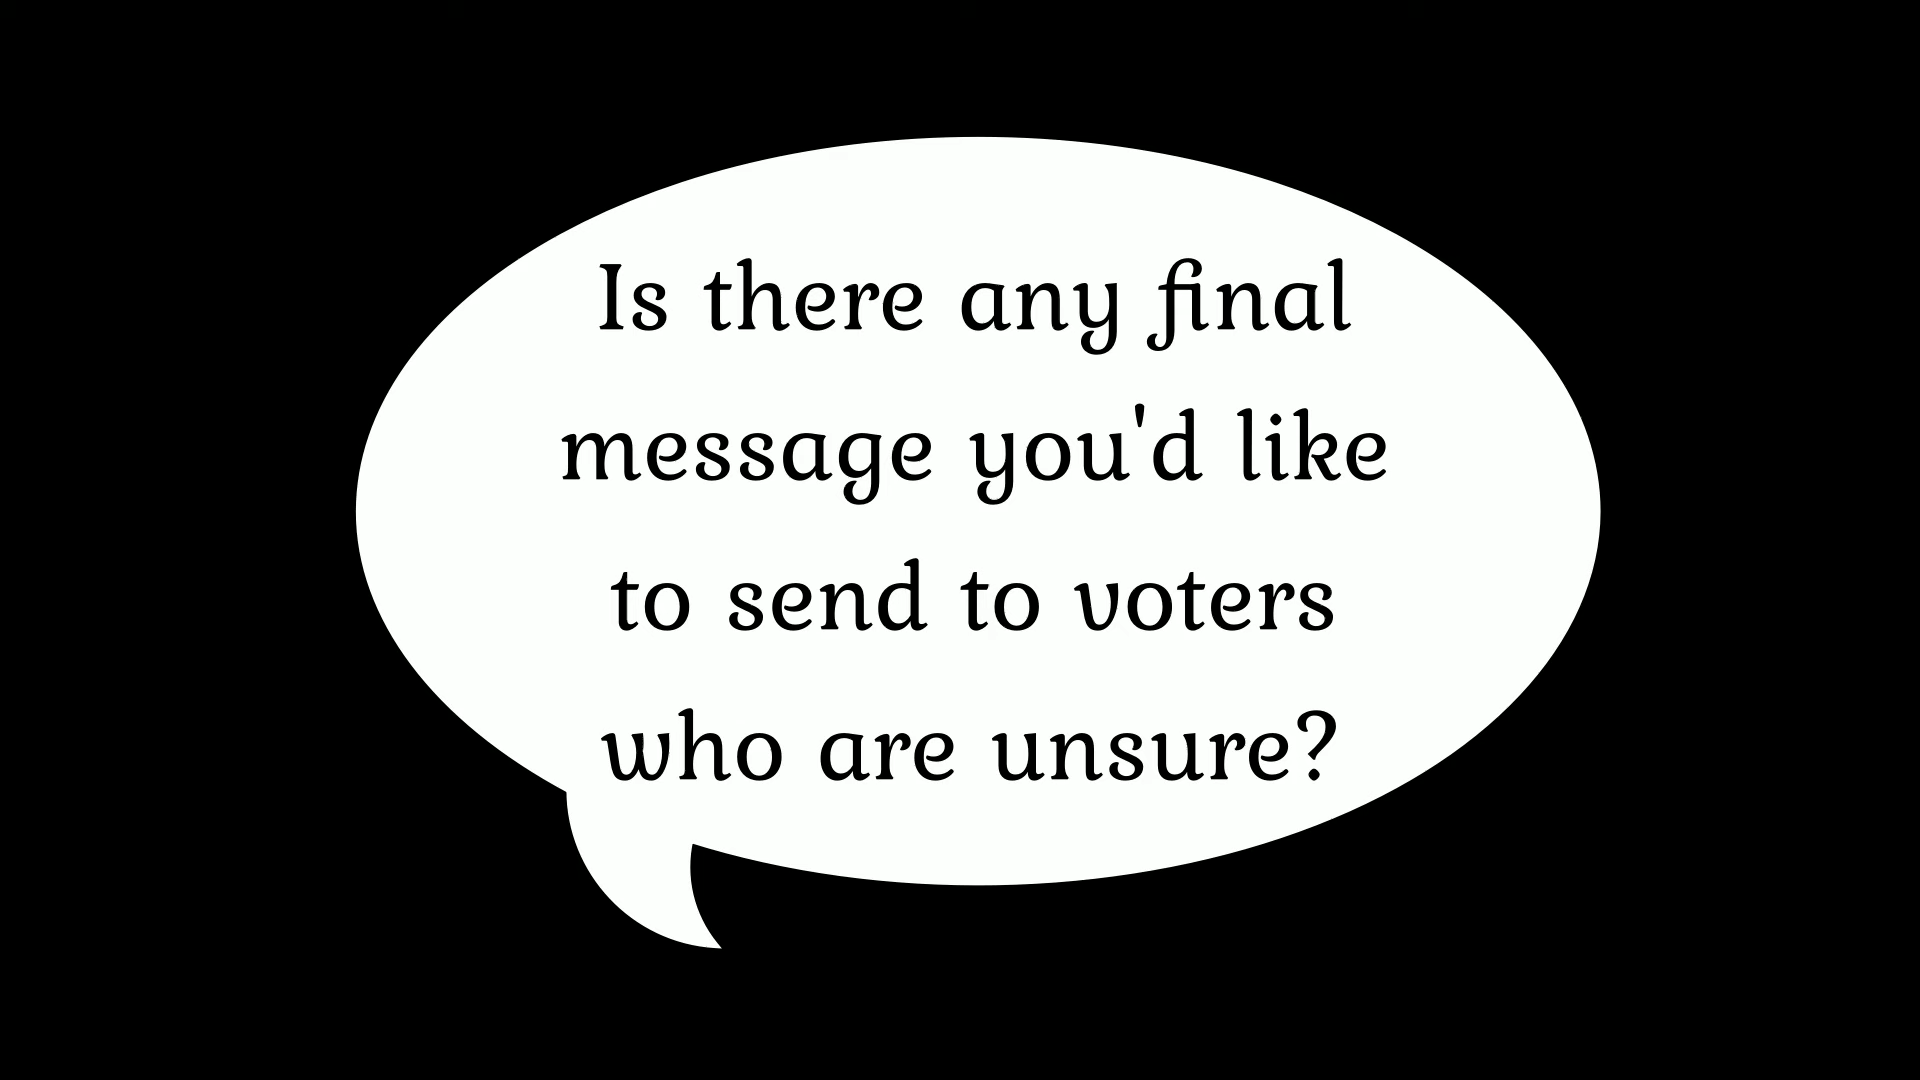 Is there any final
message you'd like
to send to voters
who are unsure?